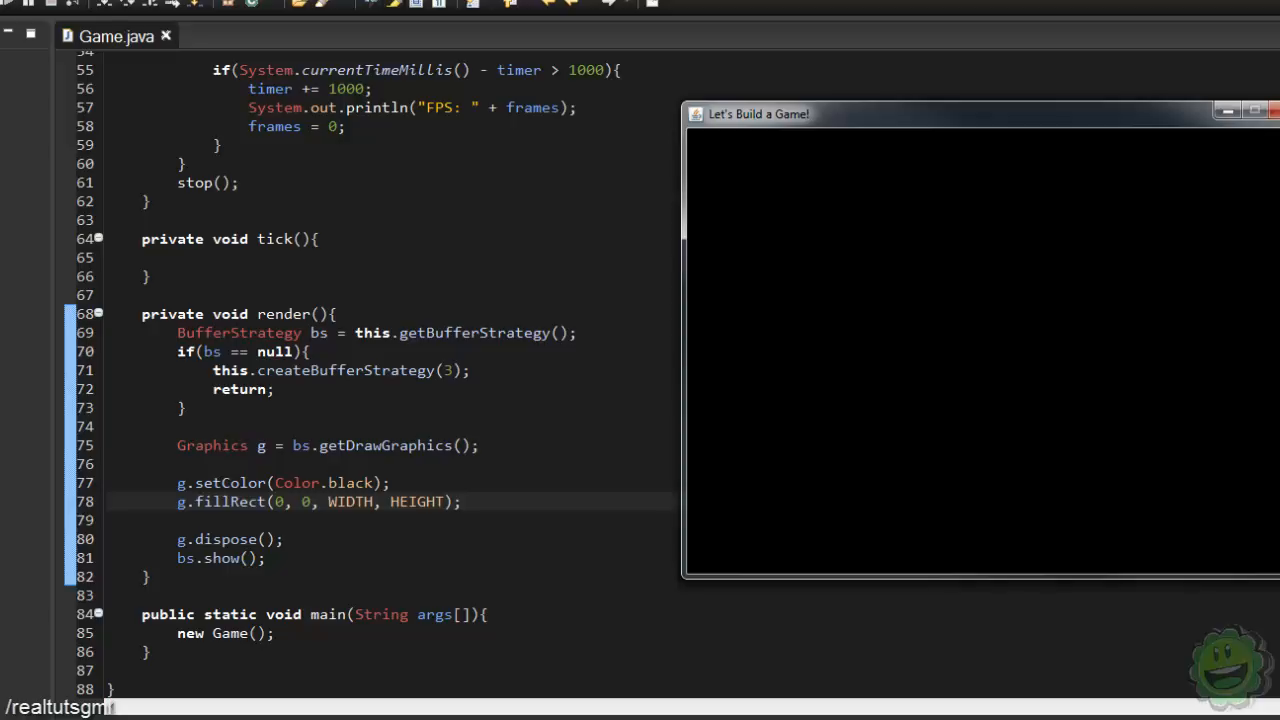 Game.java
54
55 if(System.currentTimeMillis() - timer > 1000){
56 timer += 1000;
57 System.out.println("FPS: " + frames);
58 frames = 0;
59 }
60 }
61 stop();
62 }
63
64 private void tick(){
65
66 }
67
68 private void render(){
69 BufferStrategy bs = this.getBufferStrategy();
70 if(bs == null){
71 this.createBufferStrategy(3);
72 return;
73 }
74
75 Graphics g = bs.getDrawGraphics();
76
77 g.setColor(Color.black);
78 g.fillRect(0, 0, WIDTH, HEIGHT);
79
80 g.dispose();
81 bs.show();
82 }
83
84 public static void main(String args[]){
85 new Game();
86 }
87
88 }
Let's Build a Game!
/realtutsgml